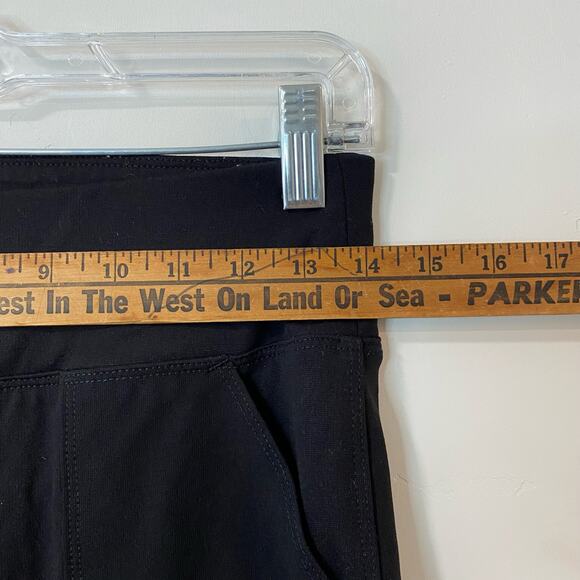 9 10 11 12 13 14 15 16 17
est In The West On Land Or Sea - PARKE